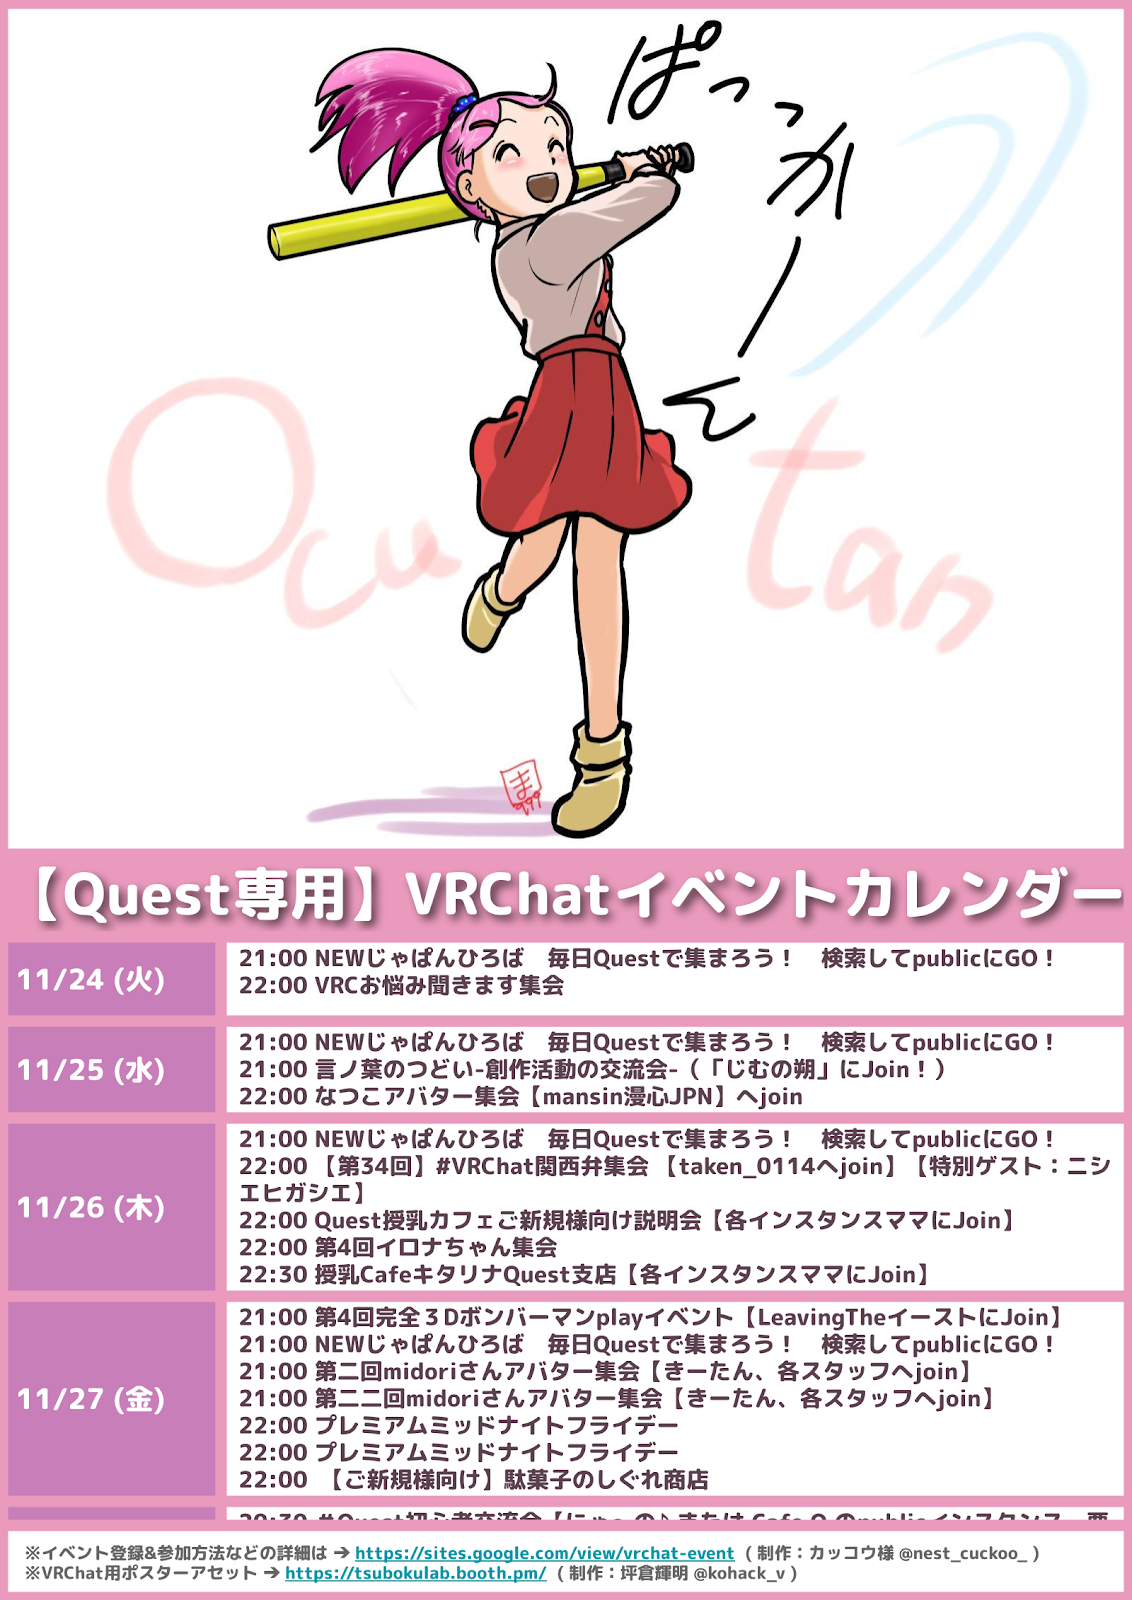 ぱっっかーん
Ocu tan
ま
999
【Quest専用】VRChatイベントカレンダー
11/24 (火)
21:00 NEWじゃぱんひろば　毎日Questで集まろう！　検索してpublicにGO！
22:00 VRCお悩み聞きます集会
11/25 (水)
21:00 NEWじゃぱんひろば　毎日Questで集まろう！　検索してpublicにGO！
21:00 言ノ葉のつどい-創作活動の交流会-（「じむの朔」にJoin！）
22:00 なつこアバター集会【mansin漫心JPN】へjoin
11/26 (木)
21:00 NEWじゃぱんひろば　毎日Questで集まろう！　検索してpublicにGO！
22:00 【第34回】#VRChat関西弁集会 【taken_0114へjoin】【特別ゲスト：ニシ
エヒガシエ】
22:00 Quest授乳カフェご新規様向け説明会【各インスタンスママにJoin】
22:00 第4回イロナちゃん集会
22:30 授乳CafeキタリナQuest支店【各インスタンスママにJoin】
11/27 (金)
21:00 第4回完全３Dボンバーマンplayイベント【LeavingTheイーストにJoin】
21:00 NEWじゃぱんひろば　毎日Questで集まろう！　検索してpublicにGO！
21:00 第二回midoriさんアバター集会【きーたん、各スタッフへjoin】
21:00 第二二回midoriさんアバター集会【きーたん、各スタッフへjoin】
22:00 プレミアムミッドナイトフライデー
22:00 プレミアムミッドナイトフライデー
22:00 【ご新規様向け】駄菓子のしぐれ商店
※イベント登録&参加方法などの詳細は ➔ https://sites.google.com/view/vrchat-event （ 制作：カッコウ様 @nest_cuckoo_ ）
※VRChat用ポスターアセット ➔ https://tsubokulab.booth.pm/ （ 制作：坪倉輝明 @kohack_v ）